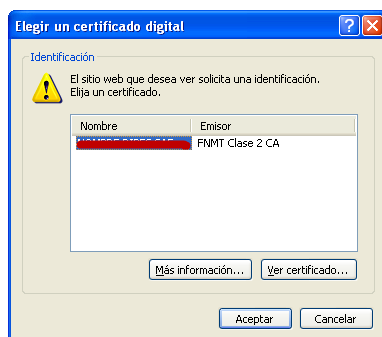 Elegir un certificado digital
Identificación
El sitio web que desea ver solicita una identificación.
Elija un certificado.
Nombre Emisor
FNMT Clase 2 CA
Más información... Ver certificado...
Aceptar Cancelar